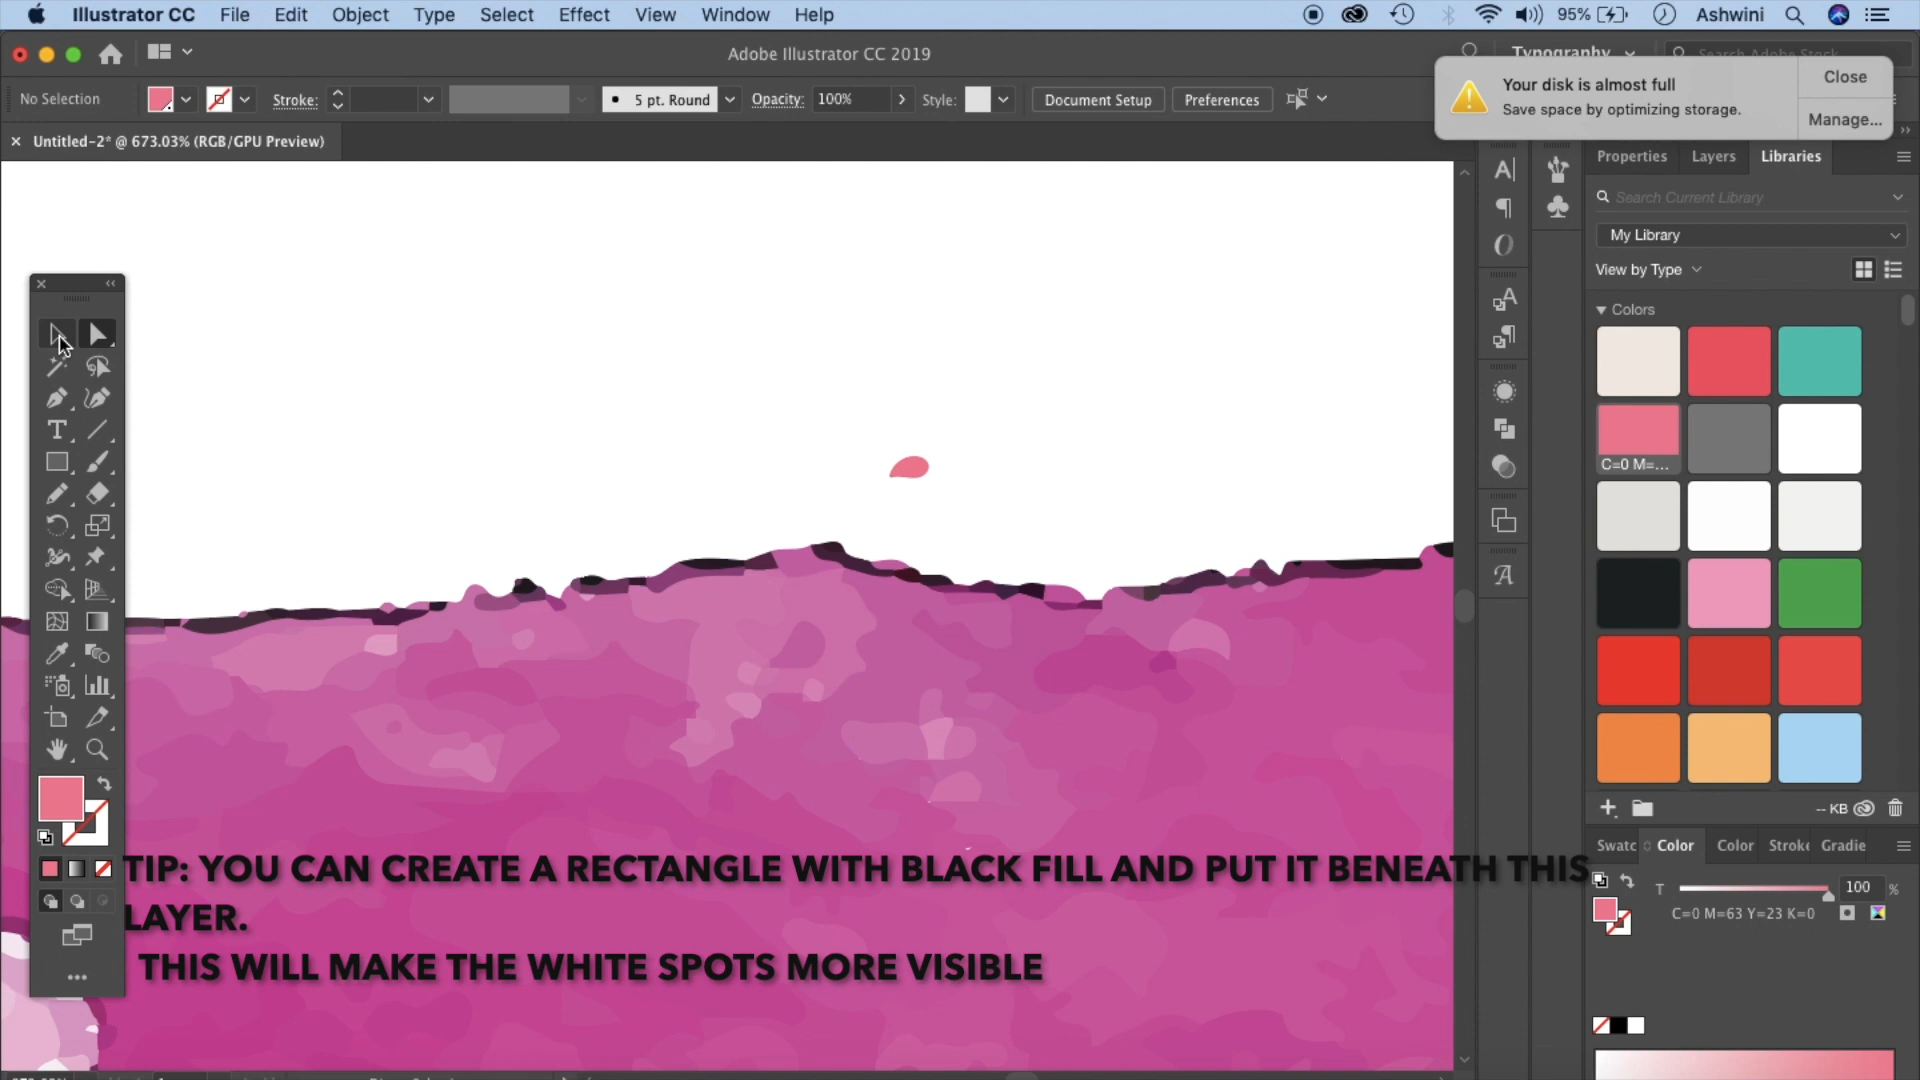 Illustrator CC File Edit Object Type Select Effect View Window Help 95% Ashwini
Adobe Illustrator CC 2019
Typography Search Adobe Stock
Your disk is almost full
Save space by optimizing storage.
Close
Manage...
No Selection Stroke: 5 pt. Round Opacity: 100% Style: Document Setup Preferences
× Untitled-2* @ 673.03% (RGB/GPU Preview)
Properties Layers Libraries
Search Current Library
My Library
View by Type
Colors
C=0 M=...
-- KB
Swatc Color Color Stroke Gradie
T 100 %
C=0 M=63 Y=23 K=0
TIP: YOU CAN CREATE A RECTANGLE WITH BLACK FILL AND PUT IT BENEATH THIS
LAYER.
THIS WILL MAKE THE WHITE SPOTS MORE VISIBLE